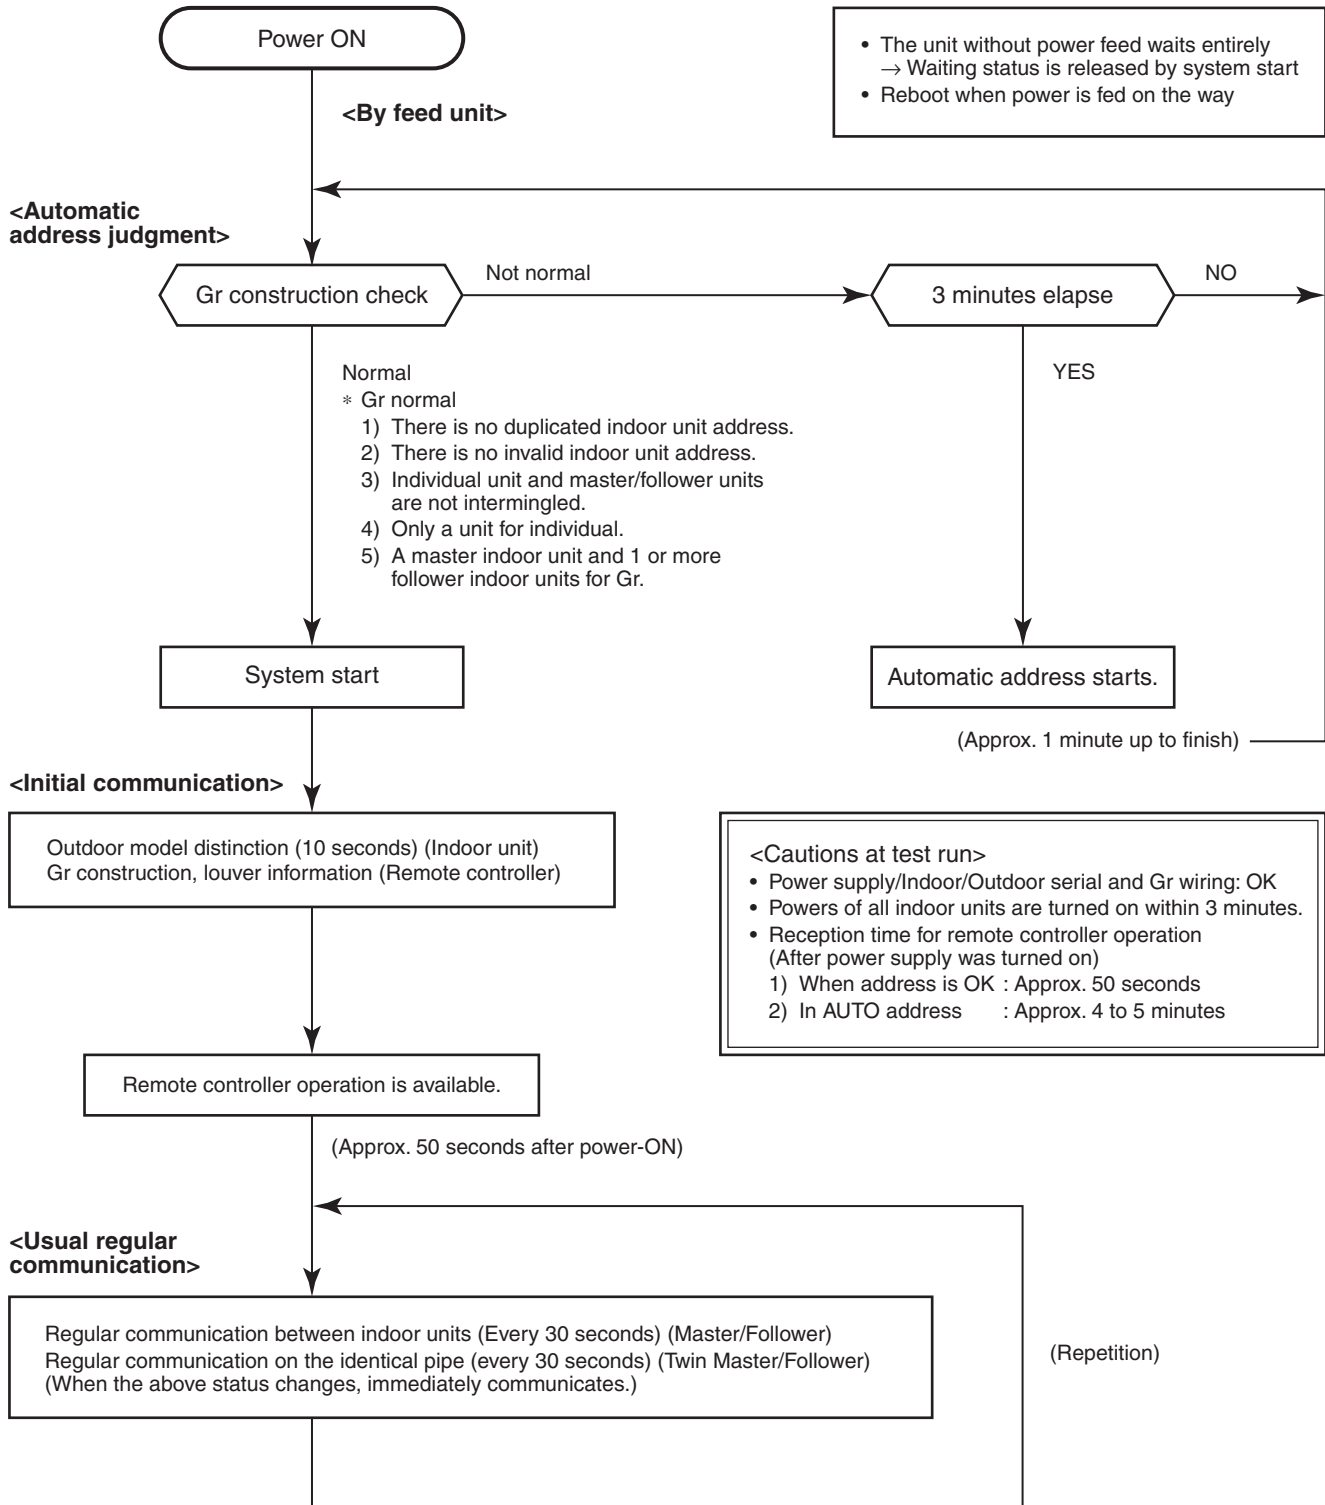 Power ON
• The unit without power feed waits entirely
→ Waiting status is released by system start
• Reboot when power is fed on the way
<By feed unit>
<Automatic
address judgment>
Gr construction check
Not normal
3 minutes elapse
NO
Normal
YES
* Gr normal
1) There is no duplicated indoor unit address.
2) There is no invalid indoor unit address.
3) Individual unit and master/follower units
are not intermingled.
4) Only a unit for individual.
5) A master indoor unit and 1 or more
follower indoor units for Gr.
System start
Automatic address starts.
(Approx. 1 minute up to finish)
<Initial communication>
Outdoor model distinction (10 seconds) (Indoor unit)
Gr construction, louver information (Remote controller)
<Cautions at test run>
• Power supply/Indoor/Outdoor serial and Gr wiring: OK
• Powers of all indoor units are turned on within 3 minutes.
• Reception time for remote controller operation
(After power supply was turned on)
1) When address is OK : Approx. 50 seconds
2) In AUTO address : Approx. 4 to 5 minutes
Remote controller operation is available.
(Approx. 50 seconds after power-ON)
<Usual regular
communication>
Regular communication between indoor units (Every 30 seconds) (Master/Follower)
Regular communication on the identical pipe (every 30 seconds) (Twin Master/Follower)
(When the above status changes, immediately communicates.)
(Repetition)